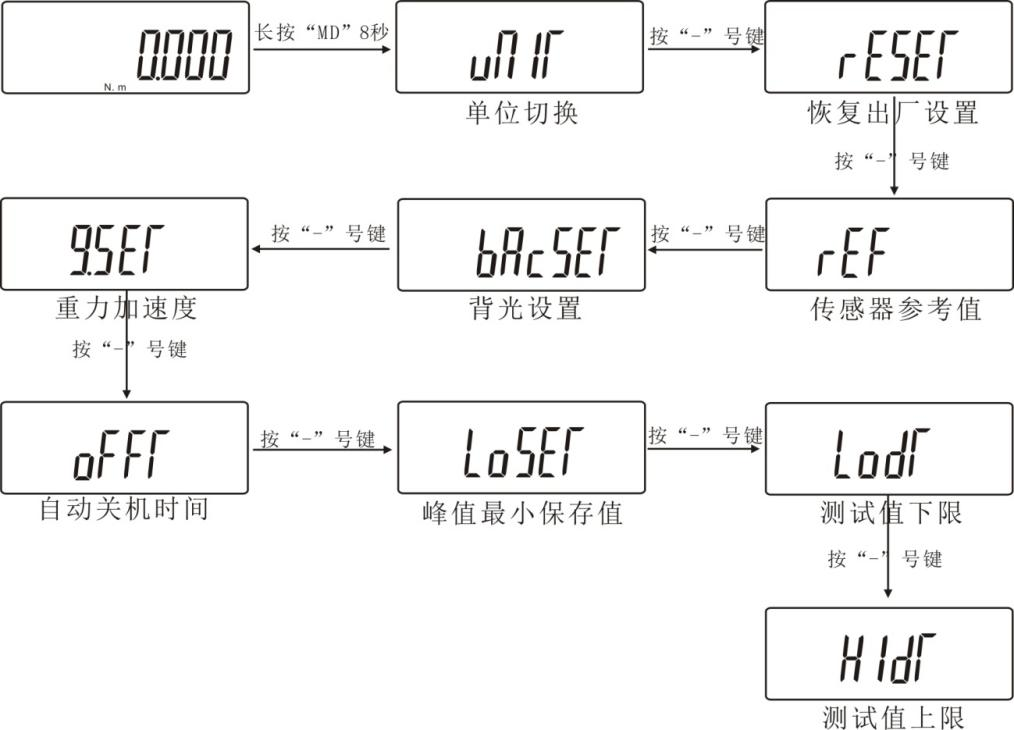 0.000
N. m
长按“MD”8秒
uNIT
单位切换
按“-”号键
rESET
恢复出厂设置
按“-”号键
rEF
传感器参考值
按“-”号键
bAcSET
背光设置
按“-”号键
g.SET
重力加速度
按“-”号键
oFFT
自动关机时间
按“-”号键
LoSET
峰值最小保存值
按“-”号键
LodT
测试值下限
按“-”号键
HIdT
测试值上限